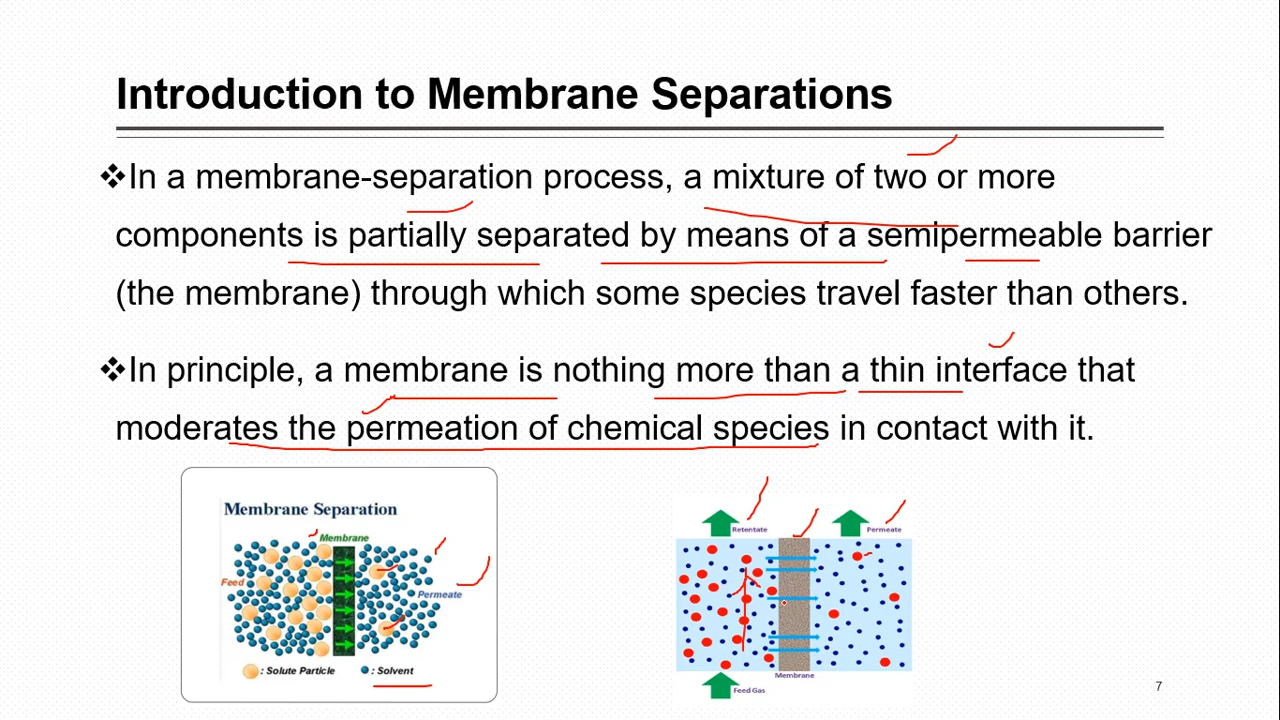 Introduction to Membrane Separations
❖In a membrane-separation process, a mixture of two or more
components is partially separated by means of a semipermeable barrier
(the membrane) through which some species travel faster than others.
❖In principle, a membrane is nothing more than a thin interface that
moderates the permeation of chemical species in contact with it.
Membrane Separation
Membrane
Feed
Permeate
: Solute Particle
: Solvent
Retentate
Permeate
Membrane
Feed Gas
7